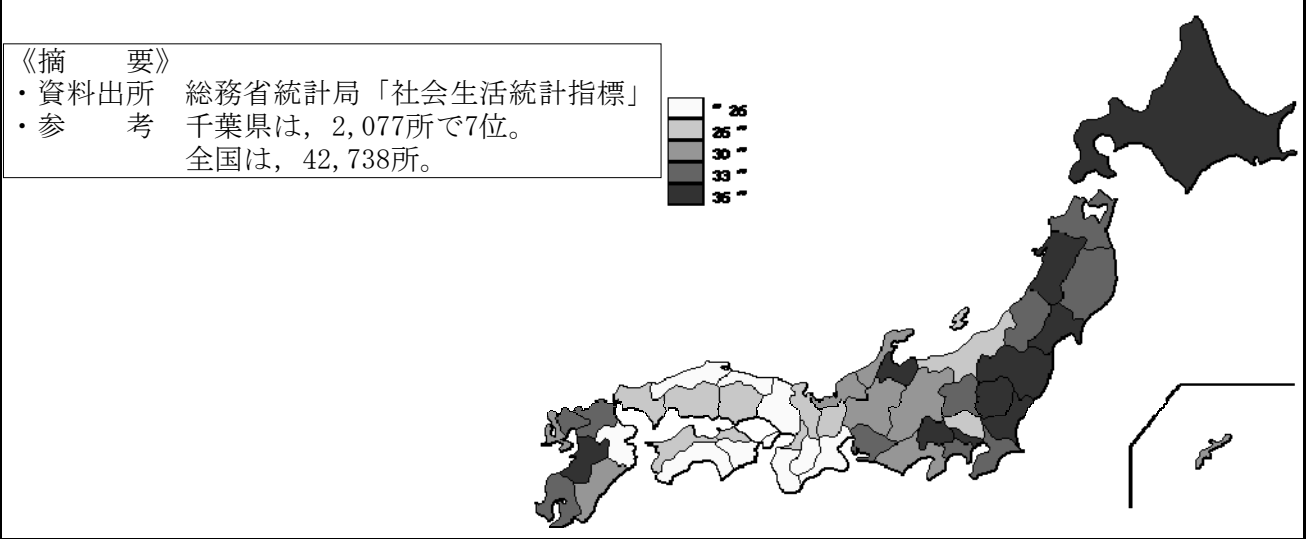 《摘　　要》
・資料出所　総務省統計局「社会生活統計指標」
・参　　考　千葉県は，2,077所で7位。
全国は，42,738所。
~ 26
26 ~
30 ~
33 ~
36 ~